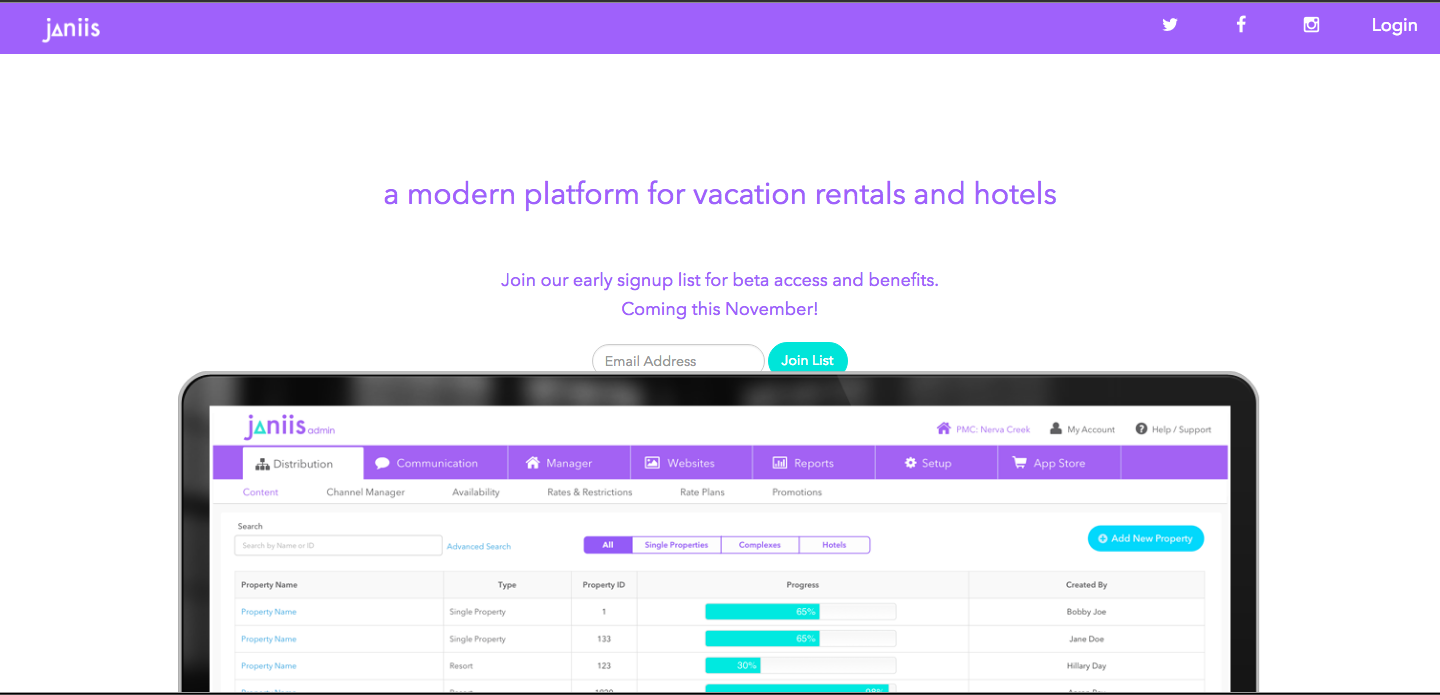 janiis
Login
a modern platform for vacation rentals and hotels
Join our early signup list for beta access and benefits.
Coming this November!
Email Address Join List
janiis admin
PMC: Nerva Creek My Account Help / Support
Distribution Communication Manager Websites Reports Setup App Store
Content Channel Manager Availability Rates & Restrictions Rate Plans Promotions
Search
Search by Name or ID Advanced Search All Single Properties Complexes Hotels Add New Property
Property Name Type Property ID Progress Created By
Property Name Single Property 1 65% Bobby Joe
Property Name Single Property 133 65% Jane Doe
Property Name Resort 123 30% Hillary Day